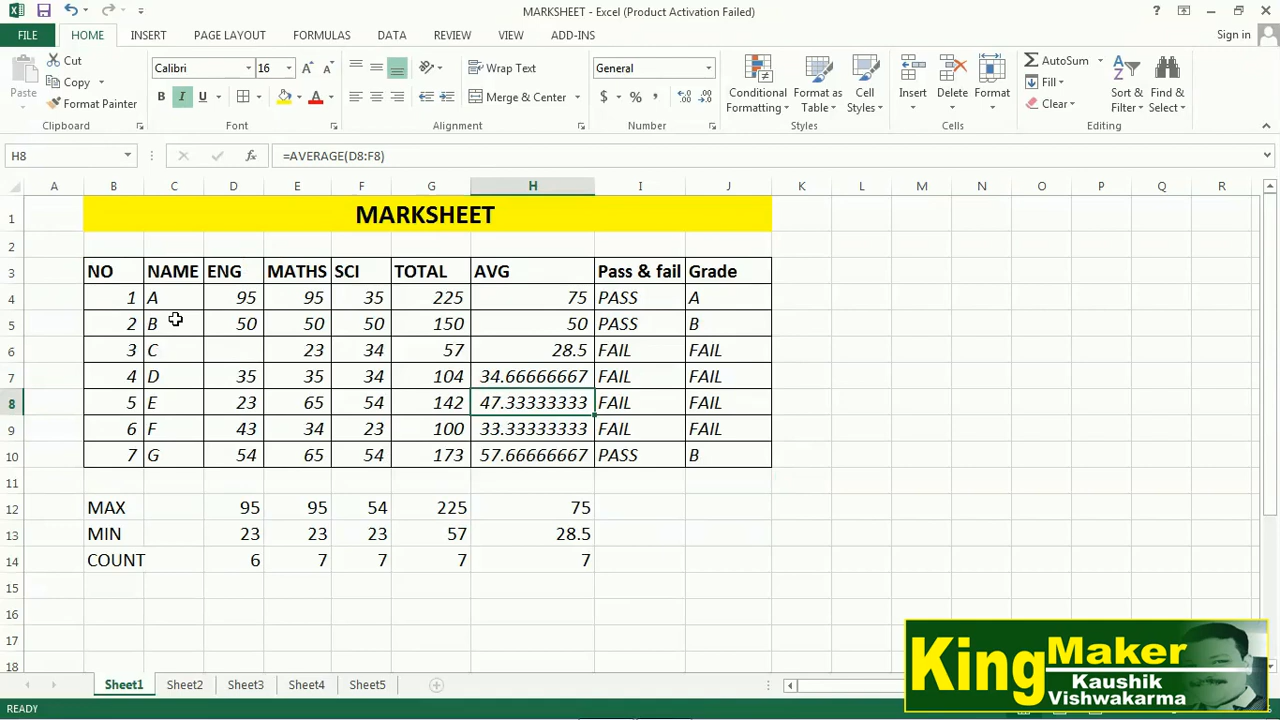 MARKSHEET - Excel (Product Activation Failed)
FILE HOME INSERT PAGE LAYOUT FORMULAS DATA REVIEW VIEW ADD-INS Sign in
Paste Cut Copy Format Painter Clipboard
Calibri 16 B I U A Font
Wrap Text Merge & Center Alignment
General $ % , Number
Conditional Formatting Format as Table Cell Styles Styles
Insert Delete Format Cells
AutoSum Fill Clear Sort & Filter Find & Select Editing
H8 fx =AVERAGE(D8:F8)
A B C D E F G H I J K L M N O P Q R
1 MARKSHEET
2
3 NO NAME ENG MATHS SCI TOTAL AVG Pass & fail Grade
4 1 A 95 95 35 225 75 PASS A
5 2 B 50 50 50 150 50 PASS B
6 3 C 23 34 57 28.5 FAIL FAIL
7 4 D 35 35 34 104 34.66666667 FAIL FAIL
8 5 E 23 65 54 142 47.33333333 FAIL FAIL
9 6 F 43 34 23 100 33.33333333 FAIL FAIL
10 7 G 54 65 54 173 57.66666667 PASS B
11
12 MAX 95 95 54 225 75
13 MIN 23 23 23 57 28.5
14 COUNT 6 7 7 7 7
15
16
17
18
King Maker
Kaushik
Vishwakarma
Sheet1 Sheet2 Sheet3 Sheet4 Sheet5
READY